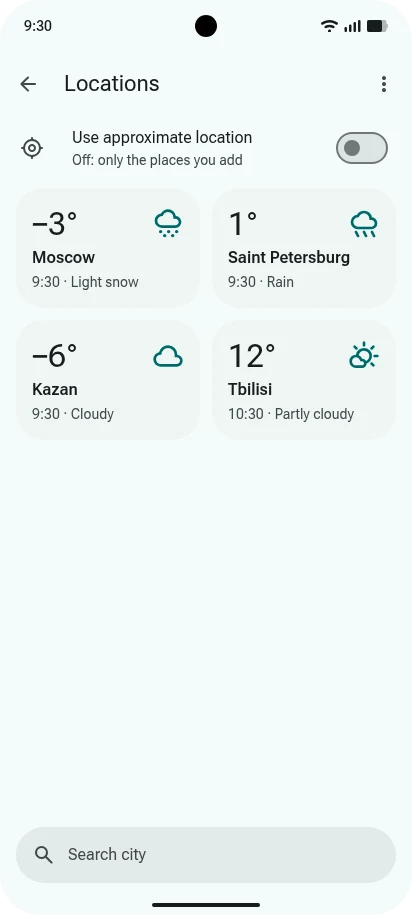 9:30
Locations
Use approximate location
Off: only the places you add
–3°
Moscow
9:30 · Light snow
1°
Saint Petersburg
9:30 · Rain
–6°
Kazan
9:30 · Cloudy
12°
Tbilisi
10:30 · Partly cloudy
Search city